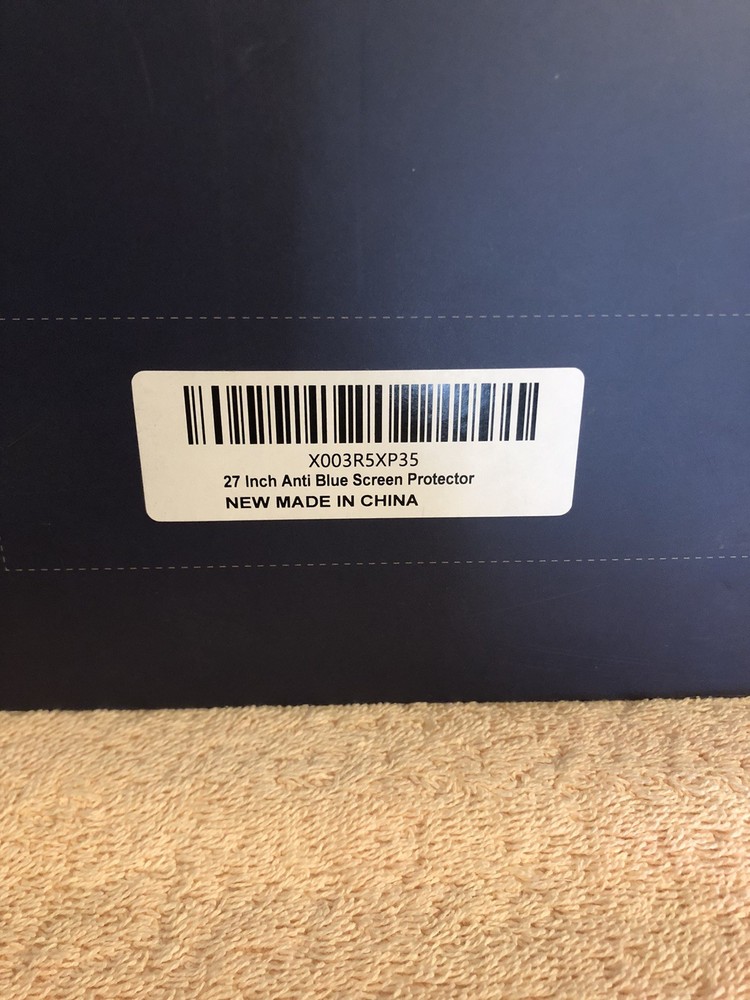 X003R5XP35
27 Inch Anti Blue Screen Protector
NEW MADE IN CHINA